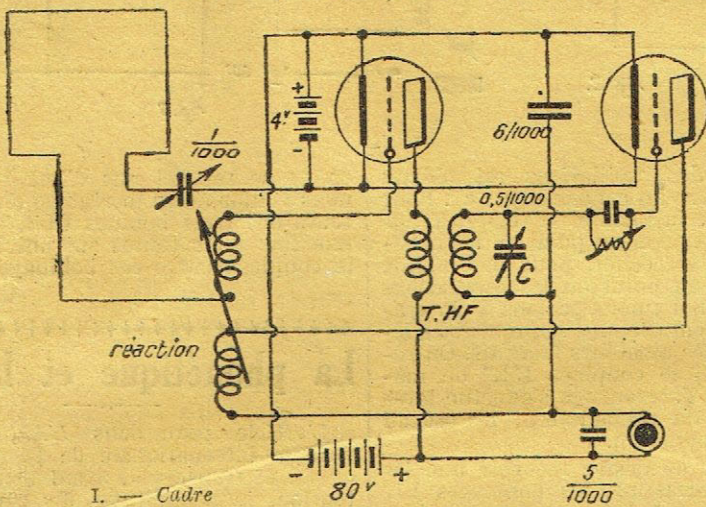 1
1000
+
4v
-
6/1000
0,5/1000
C
T.HF
réaction
- 80v +
5
1000
I. — Cadre
La p